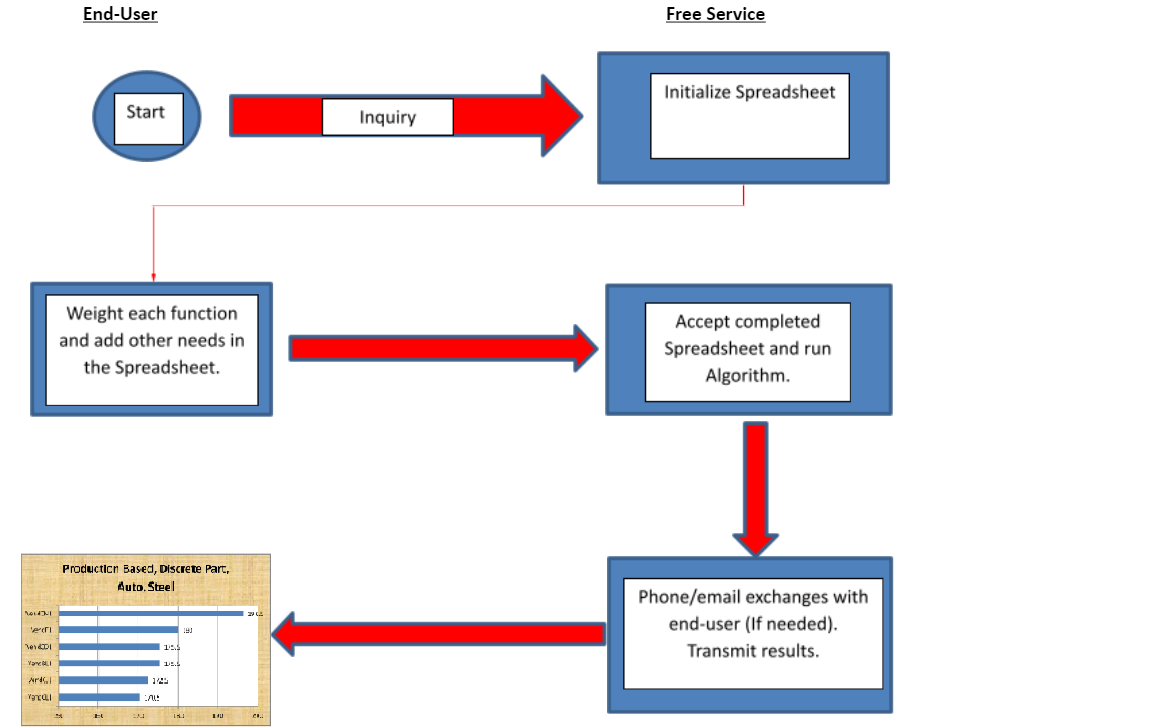 End-User
Free Service
Start
Inquiry
Initialize Spreadsheet
Weight each function
and add other needs in
the Spreadsheet.
Accept completed
Spreadsheet and run
Algorithm.
Phone/email exchanges with
end-user (If needed).
Transmit results.
Production Based, Discrete Part,
Auto, Steel
180